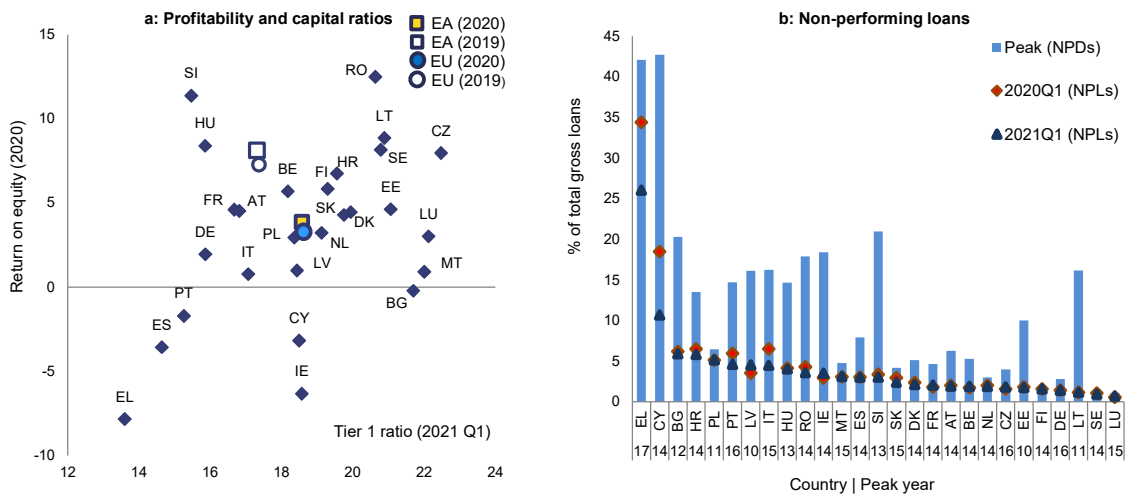 a: Profitability and capital ratios
EA (2020)
EA (2019)
EU (2020)
EU (2019)
Return on equity (2020)
15
10
5
0
-5
-10
SI
RO
HU
LT
CZ
SE
BE
FI
HR
FR
AT
EE
SK
DK
DE
PL
NL
LU
IT
LV
MT
PT
BG
ES
CY
IE
EL
Tier 1 ratio (2021 Q1)
12 14 16 18 20 22 24
b: Non-performing loans
Peak (NPDs)
2020Q1 (NPLs)
2021Q1 (NPLs)
% of total gross loans
45
40
35
30
25
20
15
10
5
0
EL CY BG HR PL PT LV IT HU RO IE MT ES SI SK DK FR AT BE NL CZ EE FI DE LT SE LU
17 14 12 14 11 16 10 15 13 14 14 15 13 13 14 14 14 14 13 14 16 10 14 16 11 14 15
Country | Peak year